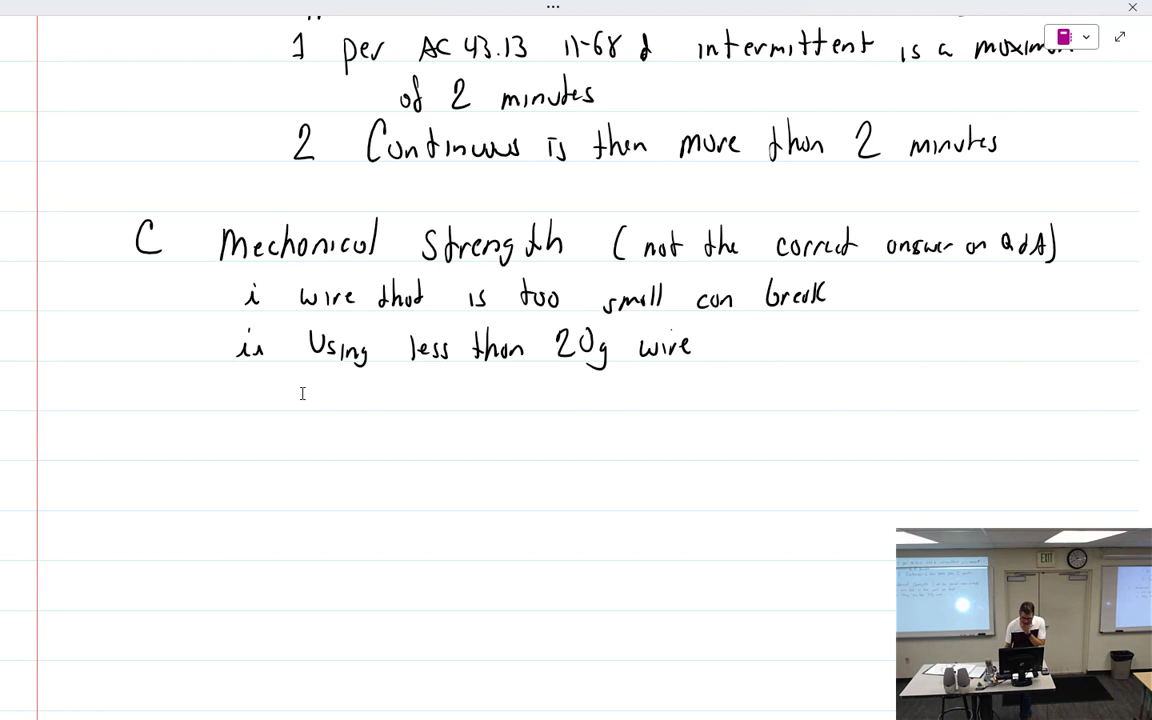 1 per AC 43.13 11-68 d intermittent is a maximum
of 2 minutes
2 Continuous is then more than 2 minutes
C Mechanical Strength (not the correct answer on Q&A)
i wire that is too small can break
ii Using less than 20g wire
EXIT